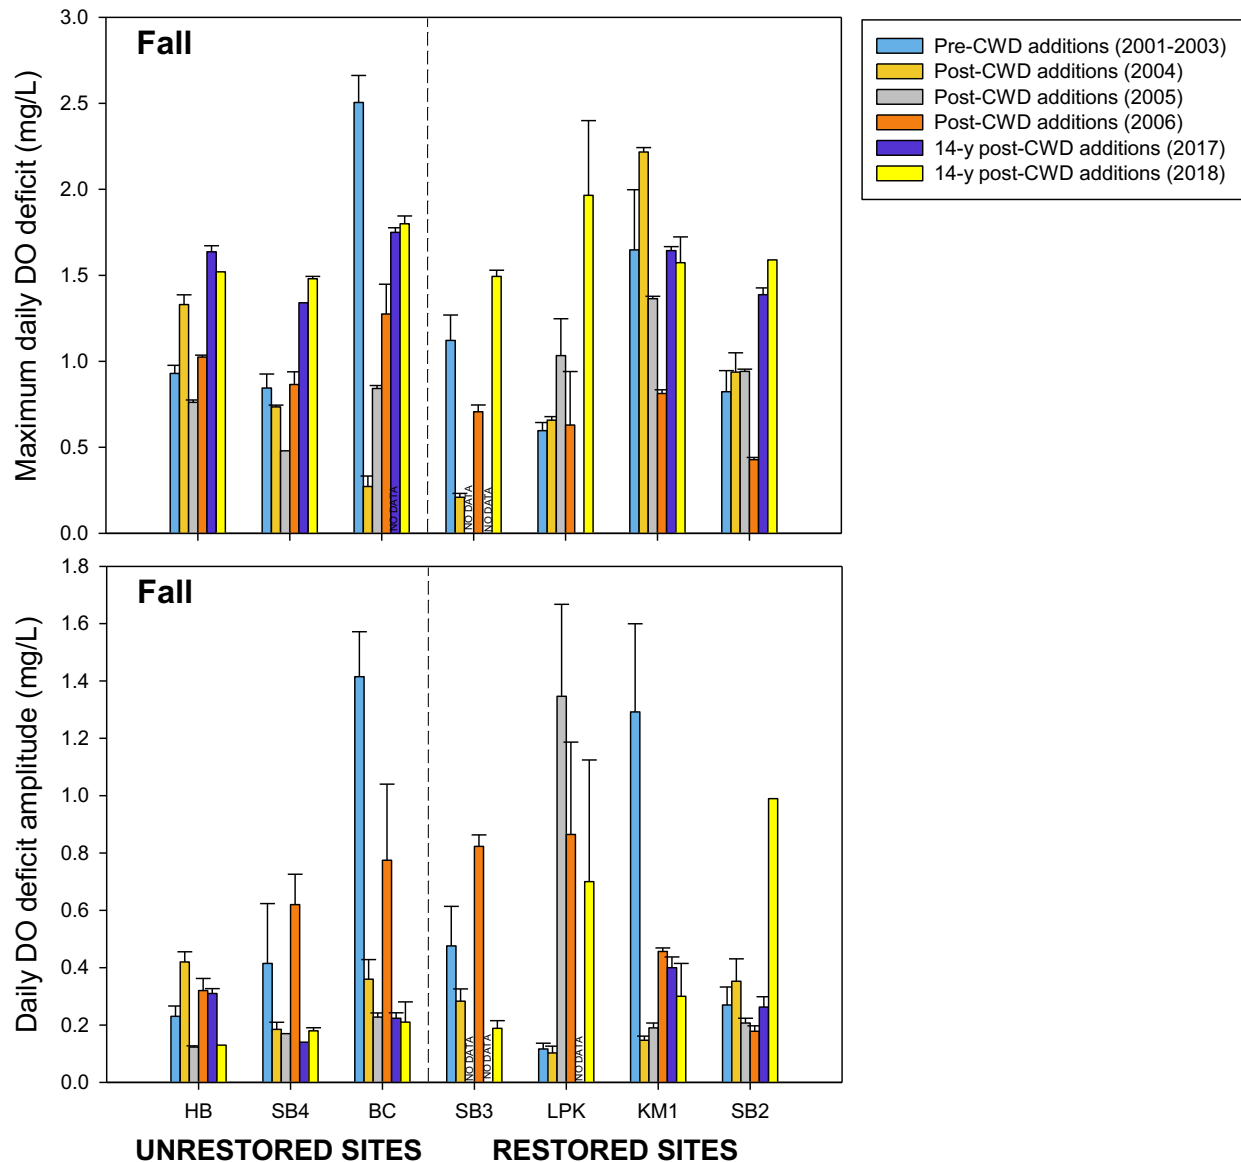 Fall
Maximum daily DO deficit (mg/L)
3.0
2.5
2.0
1.5
1.0
0.5
0.0
NO DATA
NO DATA
NO DATA
Pre-CWD additions (2001-2003)
Post-CWD additions (2004)
Post-CWD additions (2005)
Post-CWD additions (2006)
14-y post-CWD additions (2017)
14-y post-CWD additions (2018)
Fall
Daily DO deficit amplitude (mg/L)
1.8
1.6
1.4
1.2
1.0
0.8
0.6
0.4
0.2
0.0
NO DATA
NO DATA
NO DATA
HB SB4 BC SB3 LPK KM1 SB2
UNRESTORED SITES RESTORED SITES